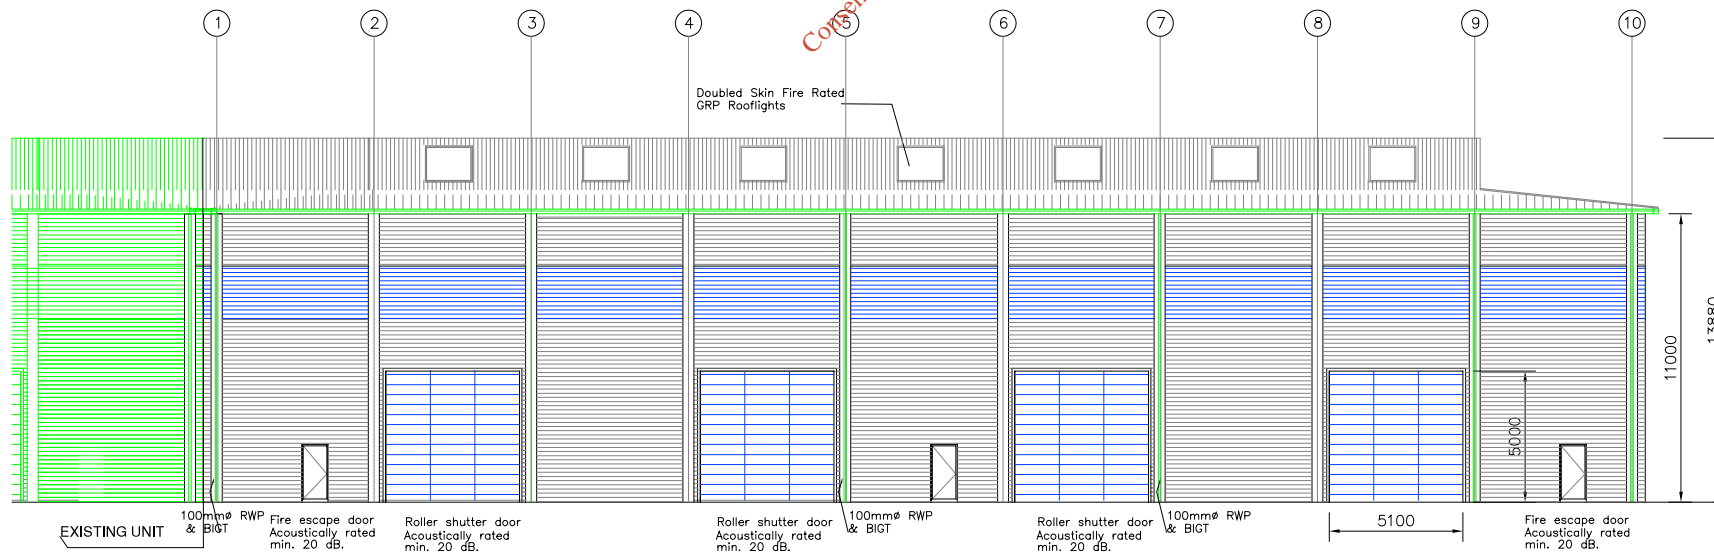 1 2 3 4 5 6 7 8 9 10
Doubled Skin Fire Rated
GRP Rooflights
13880
11000
5000
5100
EXISTING UNIT
100mmø RWP
& BIGT
Fire escape door
Acoustically rated
min. 20 dB.
Roller shutter door
Acoustically rated
min. 20 dB.
Roller shutter door
Acoustically rated
min. 20 dB.
100mmø RWP
& BIGT
Roller shutter door
Acoustically rated
min. 20 dB.
100mmø RWP
& BIGT
Fire escape door
Acoustically rated
min. 20 dB.